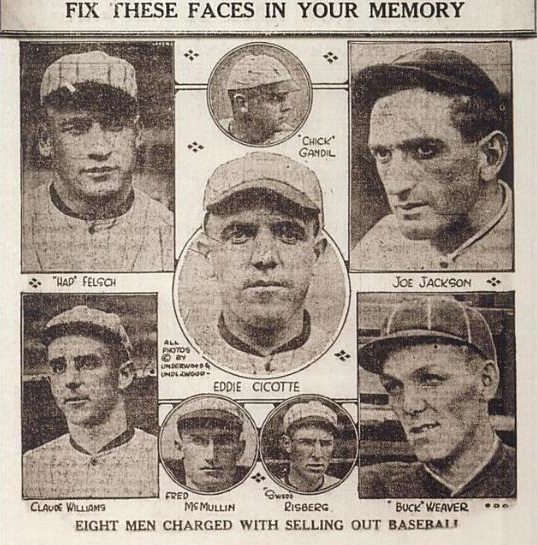 FIX THESE FACES IN YOUR MEMORY
"CHICK"
GANDIL
"HAP" FELSCH
JOE JACKSON
ALL
PHOTOS
© BY
UNDERWOOD &
UNDERWOOD-
EDDIE CICOTTE
CLAUDE WILLIAMS
FRED
MCMULLIN
"SWEDE
RISBERG
"BUCK" WEAVER
EIGHT MEN CHARGED WITH SELLING OUT BASEBALL